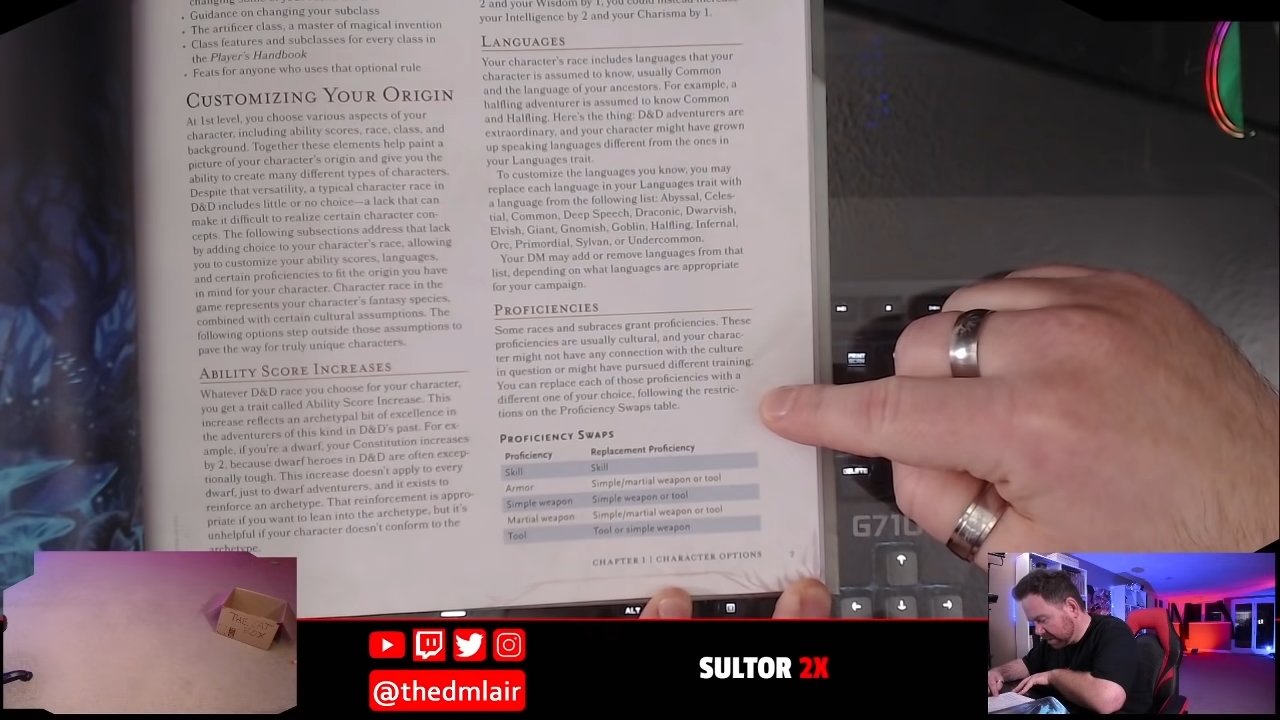 changing some of your
• Guidance on changing your subclass
• The artificer class, a master of magical invention
• Class features and subclasses for every class in
the Player's Handbook
• Feats for anyone who uses that optional rule
CUSTOMIZING YOUR ORIGIN
At 1st level, you choose various aspects of your
character, including ability scores, race, class, and
background. Together these elements help paint a
picture of your character's origin and give you the
ability to create many different types of characters.
Despite that versatility, a typical character race in
D&D includes little or no choice—a lack that can
make it difficult to realize certain character con-
cepts. The following subsections address that lack
by adding choice to your character's race, allowing
you to customize your ability scores, languages,
and certain proficiencies to fit the origin you have
in mind for your character. Character race in the
game represents your character's fantasy species,
combined with certain cultural assumptions. The
following options step outside those assumptions to
pave the way for truly unique characters.
ABILITY SCORE INCREASES
Whatever D&D race you choose for your character,
you get a trait called Ability Score Increase. This
increase reflects an archetypal bit of excellence in
the adventurers of this kind in D&D's past. For ex-
ample, if you're a dwarf, your Constitution increases
by 2, because dwarf heroes in D&D are often excep-
tionally tough. This increase doesn't apply to every
dwarf, just to dwarf adventurers, and it exists to
reinforce an archetype. That reinforcement is appro-
priate if you want to lean into the archetype, but it's
unhelpful if your character doesn't conform to the
archetype.
2 and your Wisdom by 1, you could instead increase
your Intelligence by 2 and your Charisma by 1.
LANGUAGES
Your character's race includes languages that your
character is assumed to know, usually Common
and the language of your ancestors. For example, a
halfling adventurer is assumed to know Common
and Halfling. Here's the thing: D&D adventurers are
extraordinary, and your character might have grown
up speaking languages different from the ones in
your Languages trait.
To customize the languages you know, you may
replace each language in your Languages trait with
a language from the following list: Abyssal, Celes-
tial, Common, Deep Speech, Draconic, Dwarvish,
Elvish, Giant, Gnomish, Goblin, Halfling, Infernal,
Orc, Primordial, Sylvan, or Undercommon.
Your DM may add or remove languages from that
list, depending on what languages are appropriate
for your campaign.
PROFICIENCIES
Some races and subraces grant proficiencies. These
proficiencies are usually cultural, and your charac-
ter might not have any connection with the culture
in question or might have pursued different training.
You can replace each of those proficiencies with a
different one of your choice, following the restric-
tions on the Proficiency Swaps table.
PROFICIENCY SWAPS
Proficiency Replacement Proficiency
Skill Skill
Armor Simple/martial weapon or tool
Simple weapon Simple weapon or tool
Martial weapon Simple/martial weapon or tool
Tool Tool or simple weapon
CHAPTER 1 | CHARACTER OPTIONS 7
PRINT
DELETE
G710
ALT
THE CAT
BOX
@thedmlair
SULTOR 2X